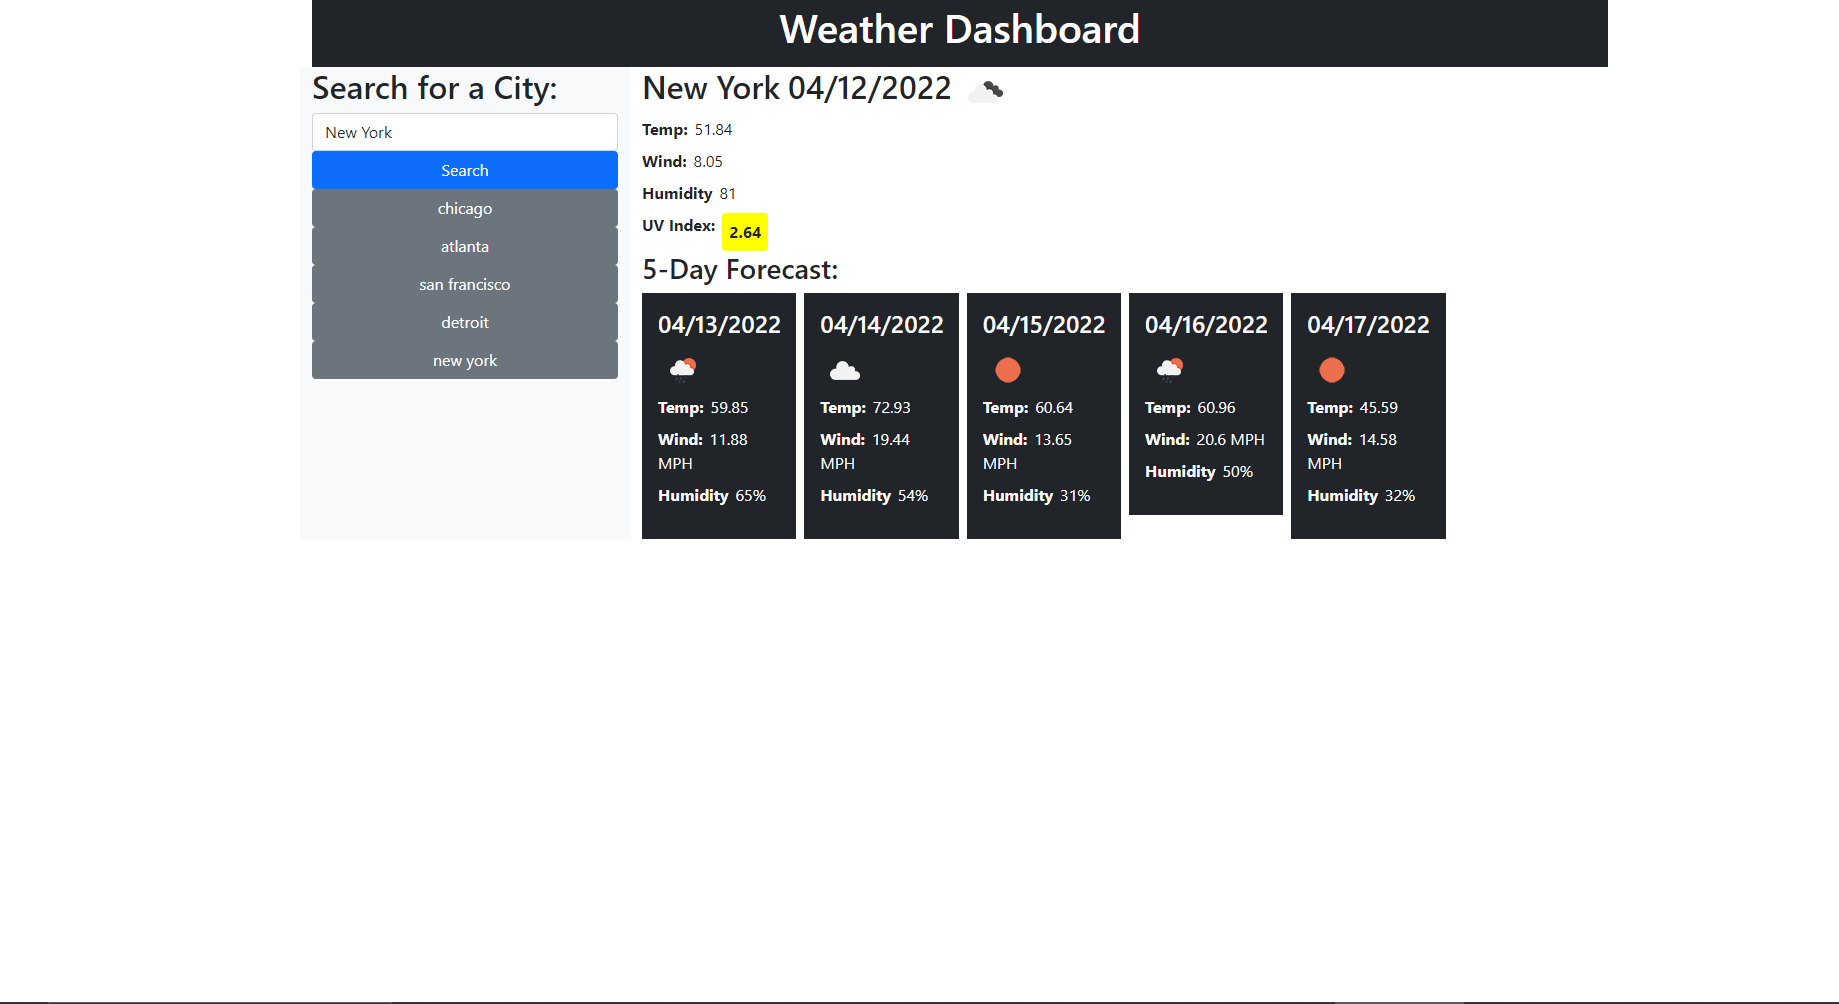 Weather Dashboard
Search for a City:
New York
Search
chicago
atlanta
san francisco
detroit
new york
New York 04/12/2022
Temp: 51.84
Wind: 8.05
Humidity 81
UV Index: 2.64
5-Day Forecast:
04/13/2022
Temp: 59.85
Wind: 11.88
MPH
Humidity 65%
04/14/2022
Temp: 72.93
Wind: 19.44
MPH
Humidity 54%
04/15/2022
Temp: 60.64
Wind: 13.65
MPH
Humidity 31%
04/16/2022
Temp: 60.96
Wind: 20.6 MPH
Humidity 50%
04/17/2022
Temp: 45.59
Wind: 14.58
MPH
Humidity 32%